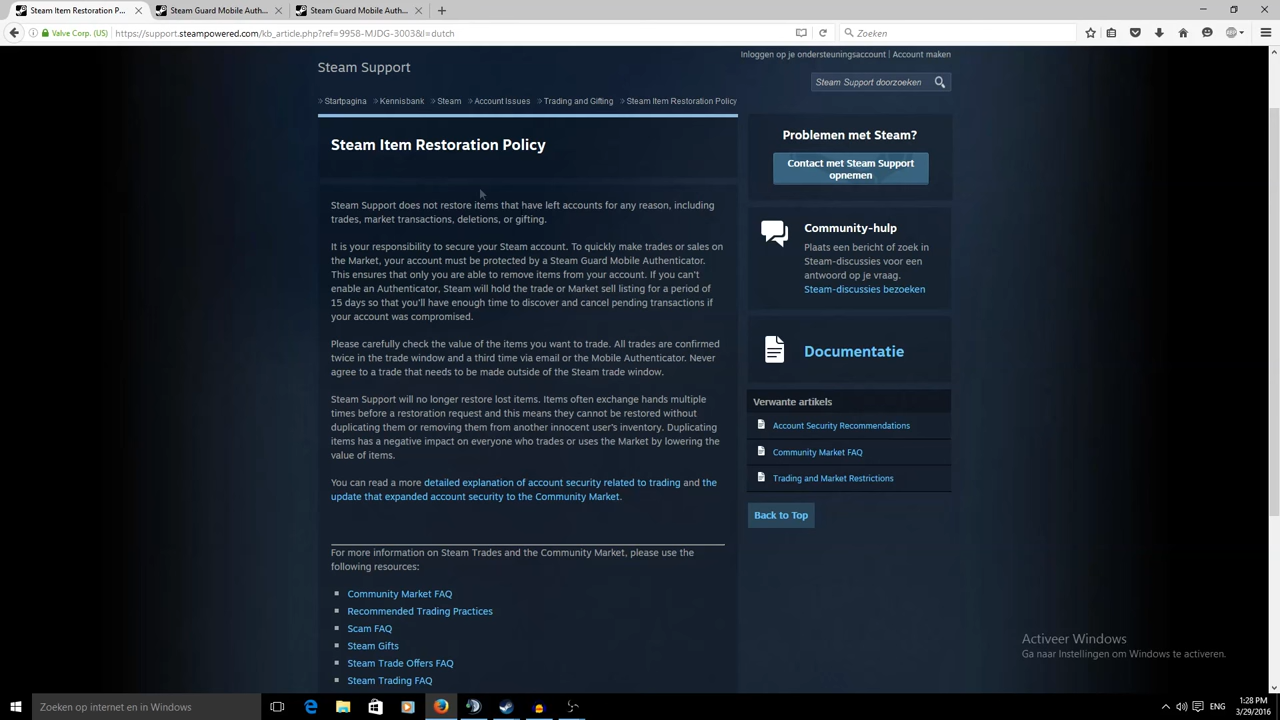 Steam Item Restoration P...
Steam Guard Mobile Auth...
Steam Guard Mobile Auth...
Valve Corp. (US)
https://support.steampowered.com/kb_article.php?ref=9958-MJDG-3003&l=dutch
Zoeken
Inloggen op je ondersteuningsaccount | Account maken
Steam Support
Steam Support doorzoeken
Startpagina
Kennisbank
Steam
Account Issues
Trading and Gifting
Steam Item Restoration Policy
Steam Item Restoration Policy
Steam Support does not restore items that have left accounts for any reason, including
trades, market transactions, deletions, or gifting.
It is your responsibility to secure your Steam account. To quickly make trades or sales on
the Market, your account must be protected by a Steam Guard Mobile Authenticator.
This ensures that only you are able to remove items from your account. If you can't
enable an Authenticator, Steam will hold the trade or Market sell listing for a period of
15 days so that you'll have enough time to discover and cancel pending transactions if
your account was compromised.
Please carefully check the value of the items you want to trade. All trades are confirmed
twice in the trade window and a third time via email or the Mobile Authenticator. Never
agree to a trade that needs to be made outside of the Steam trade window.
Steam Support will no longer restore lost items. Items often exchange hands multiple
times before a restoration request and this means they cannot be restored without
duplicating them or removing them from another innocent user's inventory. Duplicating
items has a negative impact on everyone who trades or uses the Market by lowering the
value of items.
You can read a more detailed explanation of account security related to trading and the
update that expanded account security to the Community Market.
For more information on Steam Trades and the Community Market, please use the
following resources:
Community Market FAQ
Recommended Trading Practices
Scam FAQ
Steam Gifts
Steam Trade Offers FAQ
Steam Trading FAQ
Problemen met Steam?
Contact met Steam Support
opnemen
Community-hulp
Plaats een bericht of zoek in
Steam-discussies voor een
antwoord op je vraag.
Steam-discussies bezoeken
Documentatie
Verwante artikels
Account Security Recommendations
Community Market FAQ
Trading and Market Restrictions
Back to Top
Activeer Windows
Ga naar Instellingen om Windows te activeren.
Zoeken op internet en in Windows
ENG
1:28 PM
3/29/2016